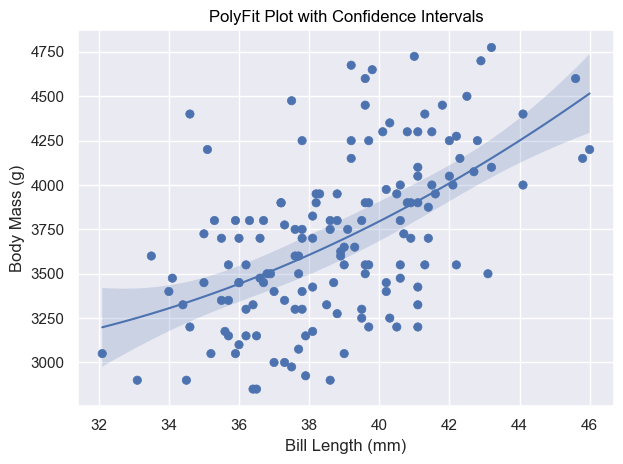 PolyFit Plot with Confidence Intervals
4750
4500
4250
4000
3750
3500
3250
3000
Body Mass (g)
32 34 36 38 40 42 44 46
Bill Length (mm)